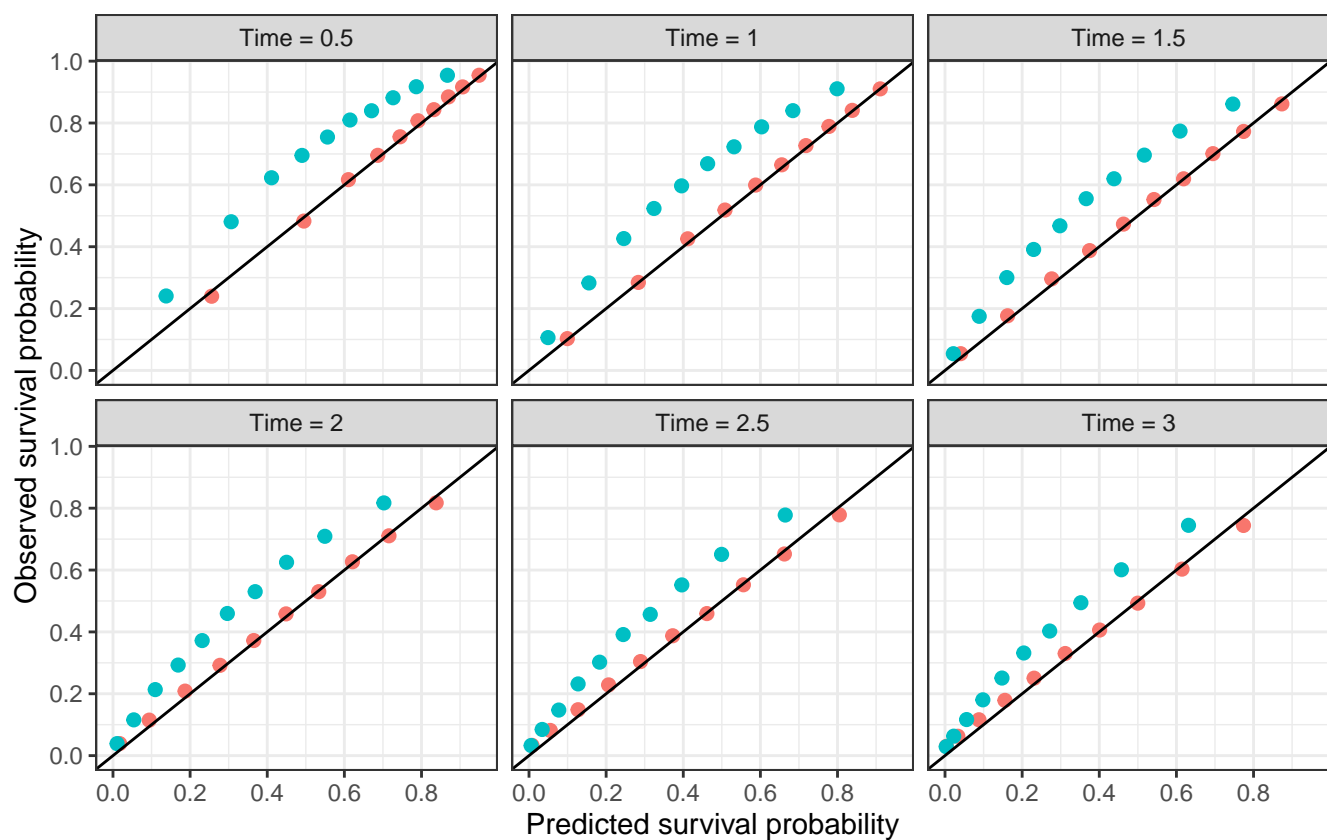 Time = 0.5
Time = 1
Time = 1.5
1.0
0.8
0.6
0.4
0.2
0.0
Time = 2
Time = 2.5
Time = 3
1.0
0.8
0.6
0.4
0.2
0.0
0.0 0.2 0.4 0.6 0.8
0.0 0.2 0.4 0.6 0.8
0.0 0.2 0.4 0.6 0.8
Observed survival probability
Predicted survival probability